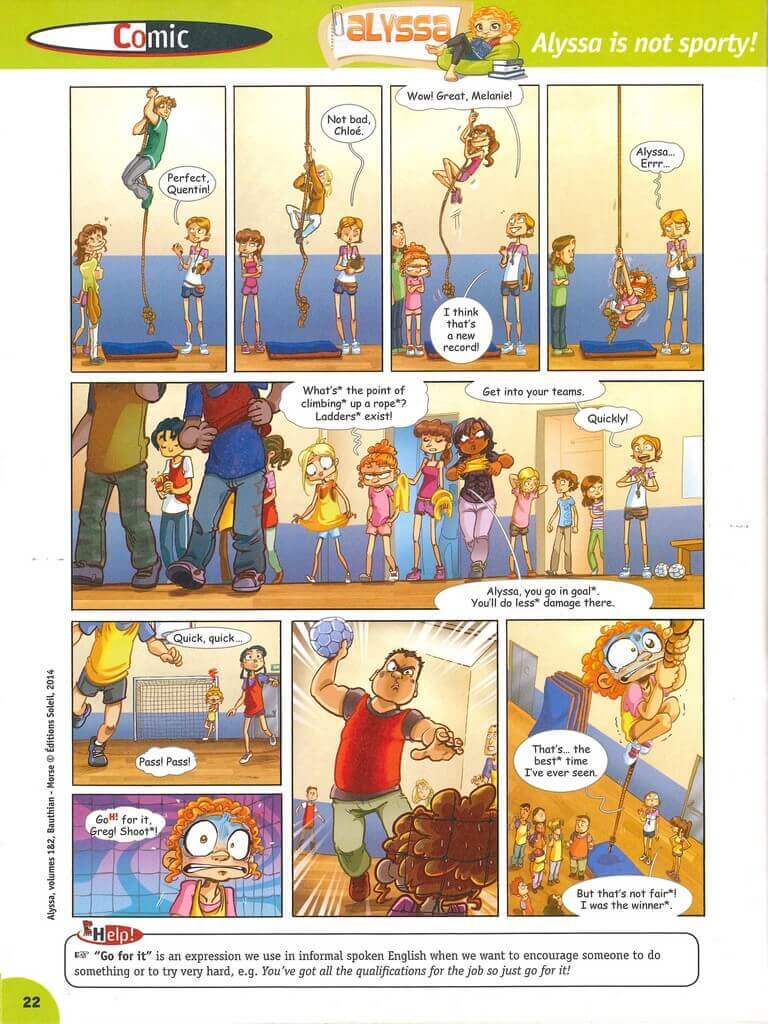 Comic
ALYSSA
Alyssa is not sporty!
Perfect,
Quentin!
Not bad,
Chloé.
Wow! Great, Melanie!
I think
that's
a new
record!
Alyssa...
Errr...
What's* the point of
climbing* up a rope*?
Ladders* exist!
Get into your teams.
Quickly!
Alyssa, you go in goal*.
You'll do less* damage there.
Quick, quick...
Pass! Pass!
GoH! for it,
Greg! Shoot*!
That's... the
best* time
I've ever seen.
But that's not fair*!
I was the winner*.
Alyssa, volumes 1&2, Bauthian - Morse © Éditions Soleil, 2014
Help!
"Go for it" is an expression we use in informal spoken English when we want to encourage someone to do
something or to try very hard, e.g. You've got all the qualifications for the job so just go for it!
22